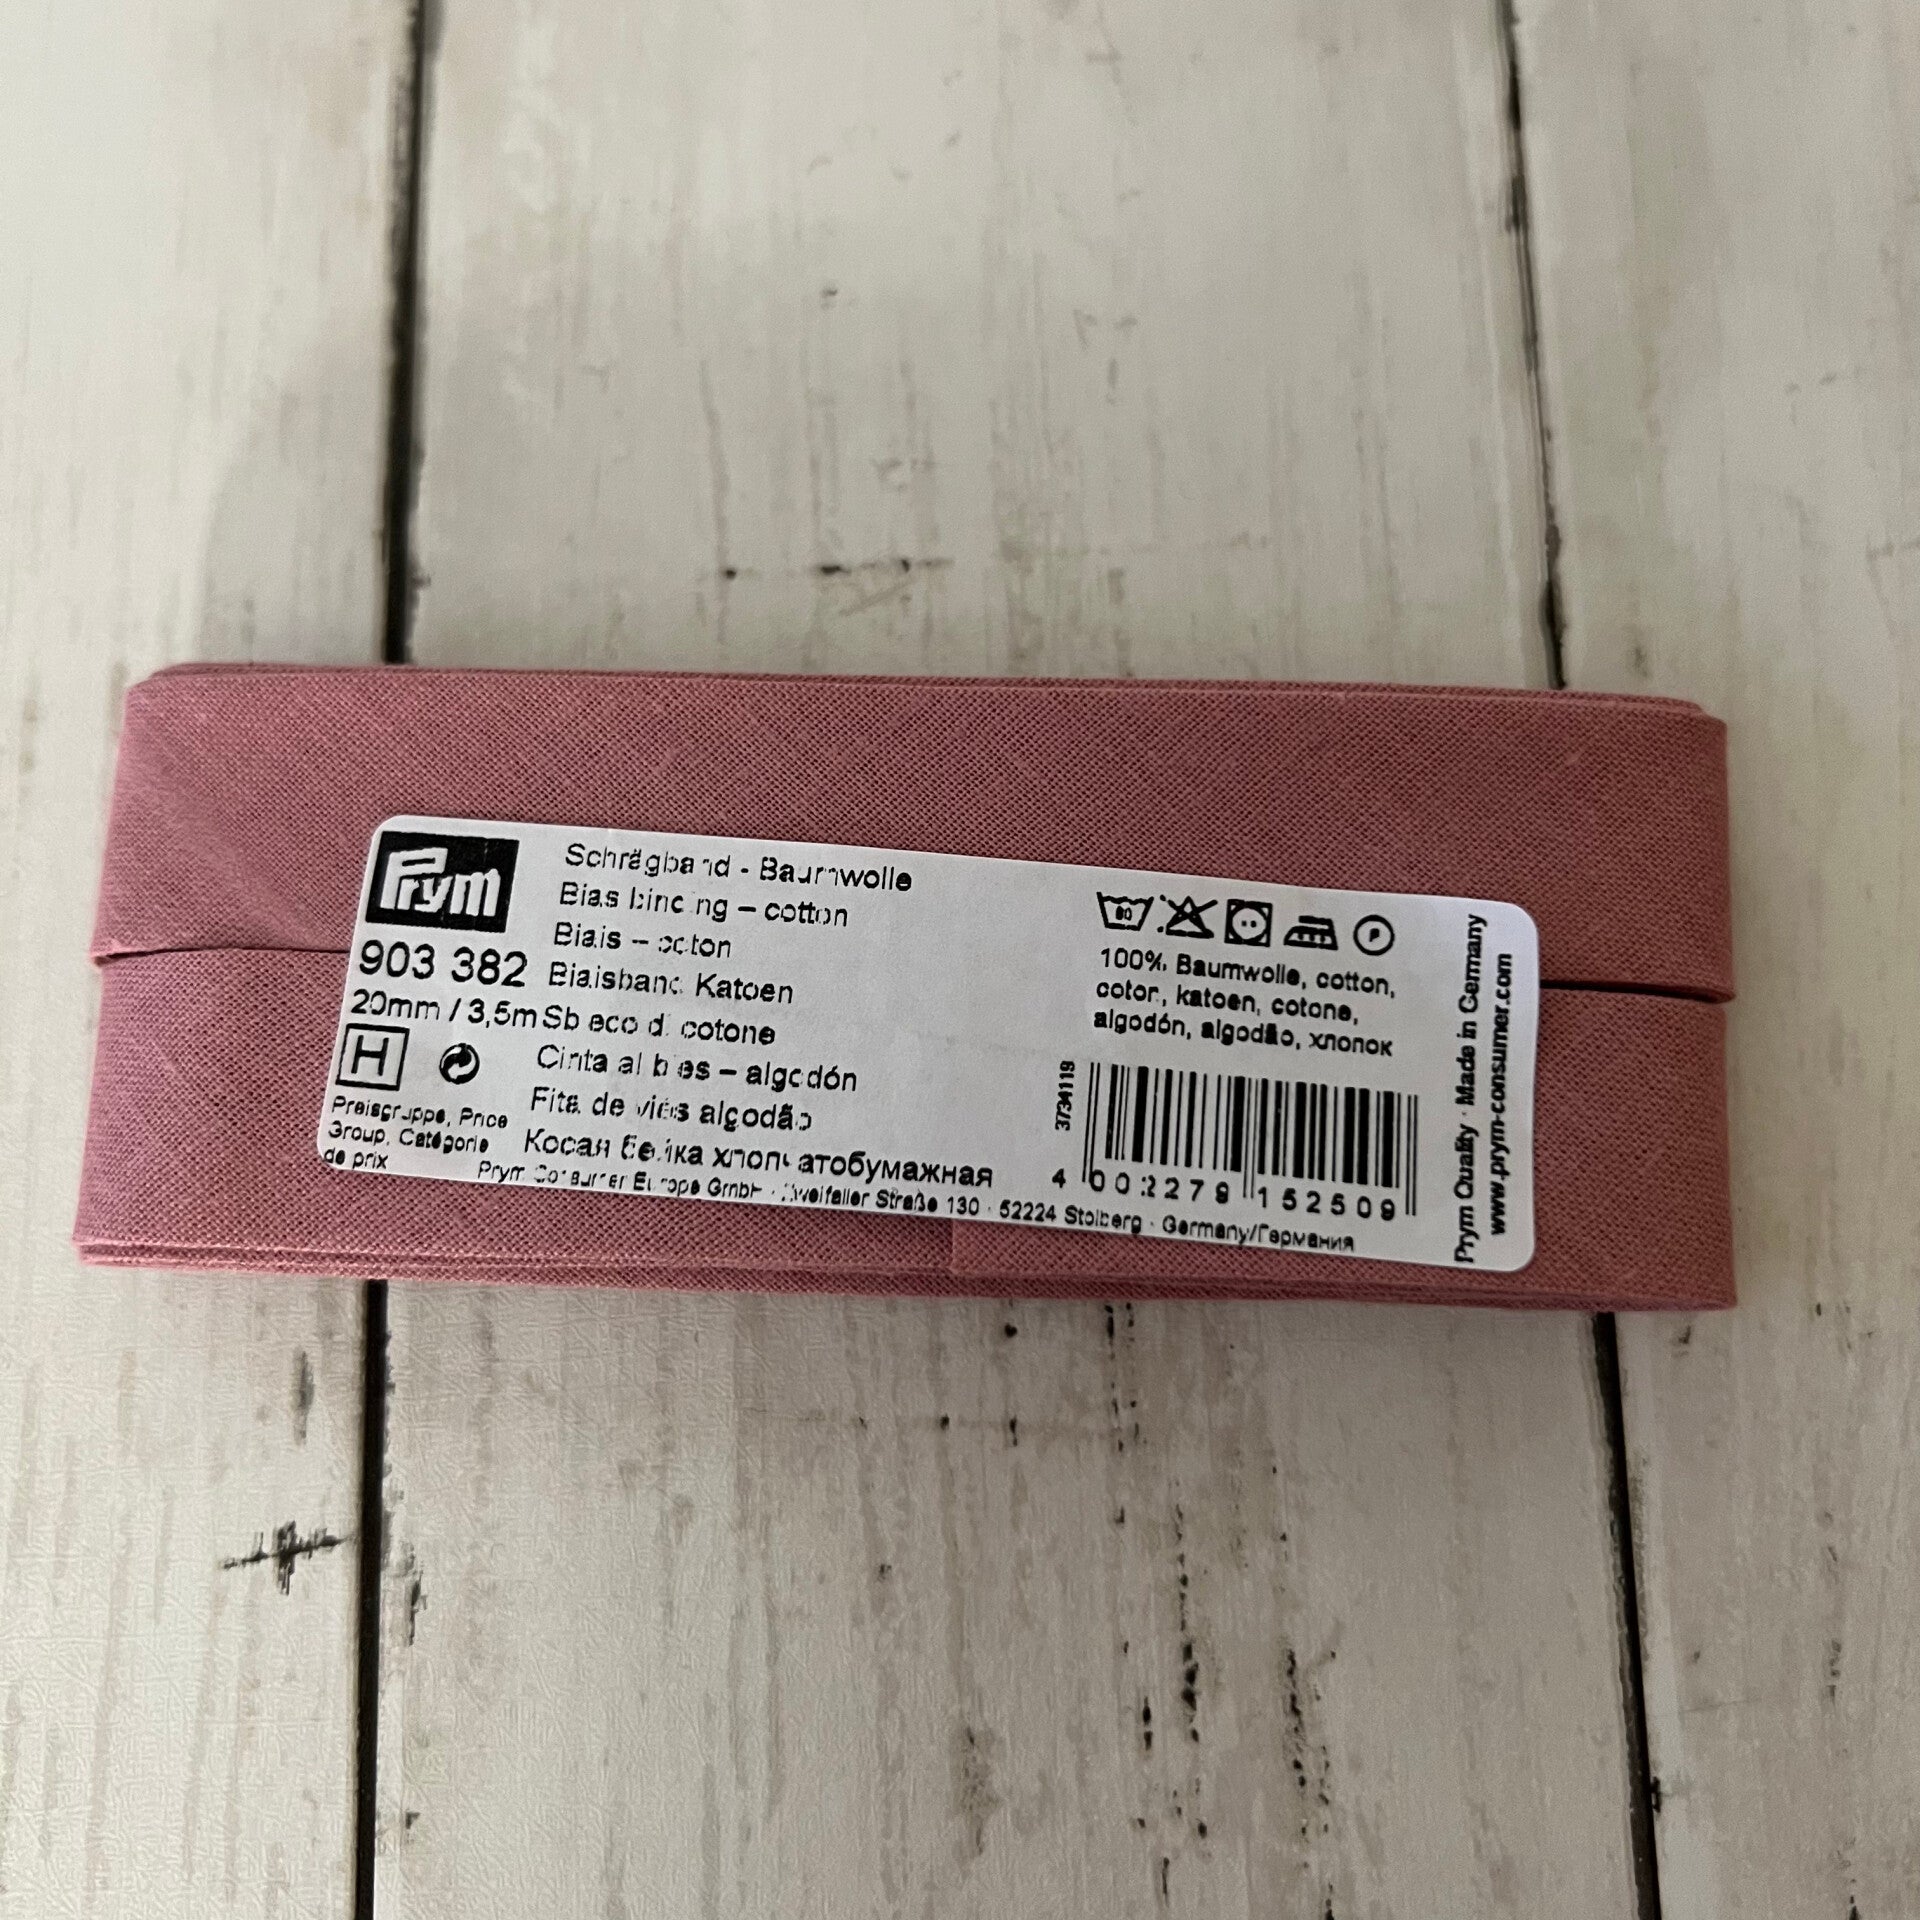 Prym
903 382
20mm / 3,5m
H
Preisgruppe, Price
Group, Catégorie
de prix
Schrägband - Baumwolle
Bias binding – cotton
Biais – coton
Biaisband Katoen
Sbieco di cotone
Cinta al bies – algodón
Fita de viés algodão
Косая бейка хлопчатобумажная
Prym Consumer Europe GmbH · Zweifaller Straße 130 · 52224 Stolberg · Germany/Германия
80
P
100% Baumwolle, cotton,
coton, katoen, cotone,
algodón, algodão, хлопок
3734119
4 002279 152509
Prym Quality · Made in Germany
www.prym-consumer.com